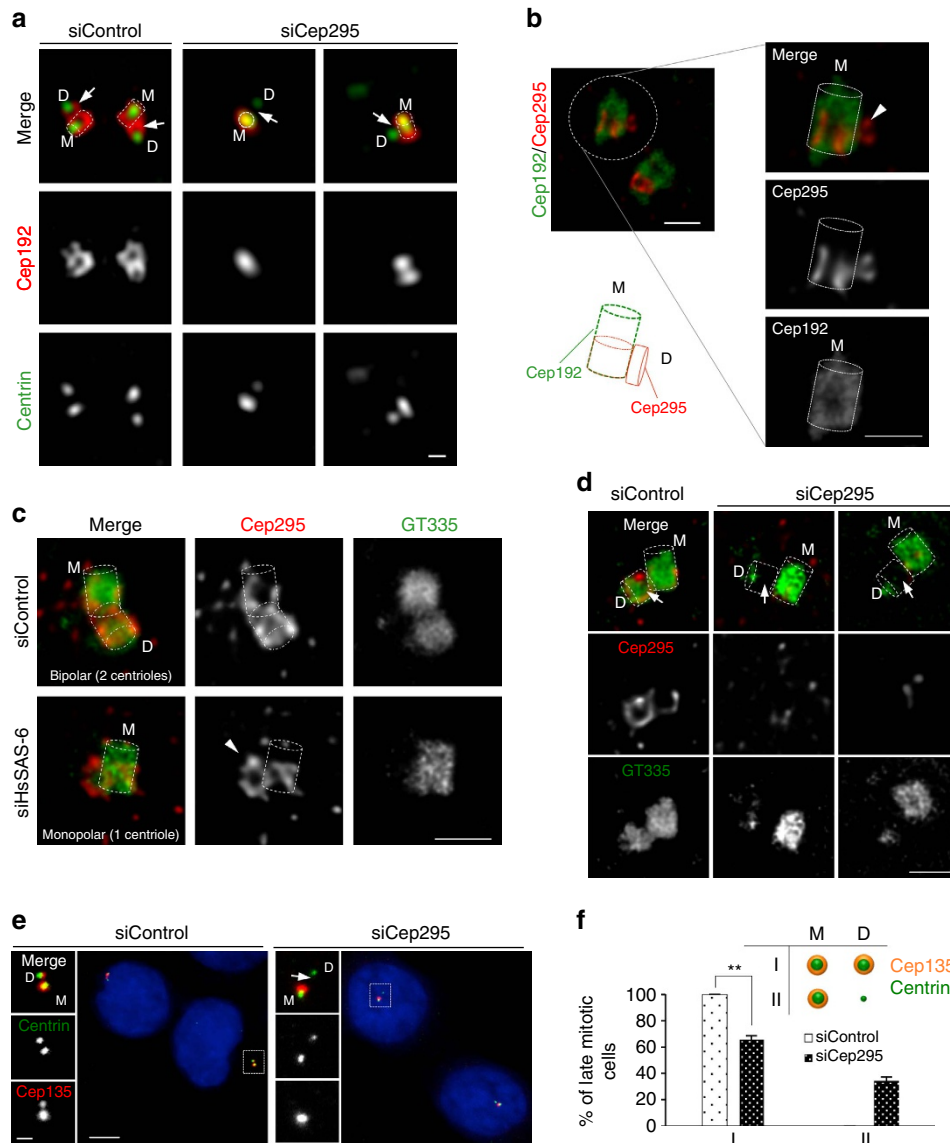 a
siControl
siCep295
Merge
D
M
M
D
D
M
M
D
Cep192
Centrin
b
Cep192/Cep295
Merge
M
Cep295
Cep192
M
M
D
Cep192
Cep295
c
Merge
Cep295
GT335
siControl
M
D
Bipolar (2 centrioles)
siHsSAS-6
M
Monopolar (1 centriole)
d
siControl
siCep295
Merge
M
D
M
D
M
D
Cep295
GT335
e
siControl
siCep295
Merge
D
M
Centrin
Cep135
D
M
f
M D
I
II
Cep135
Centrin
**
siControl
siCep295
% of late mitotic
cells
100
80
60
40
20
0
I II